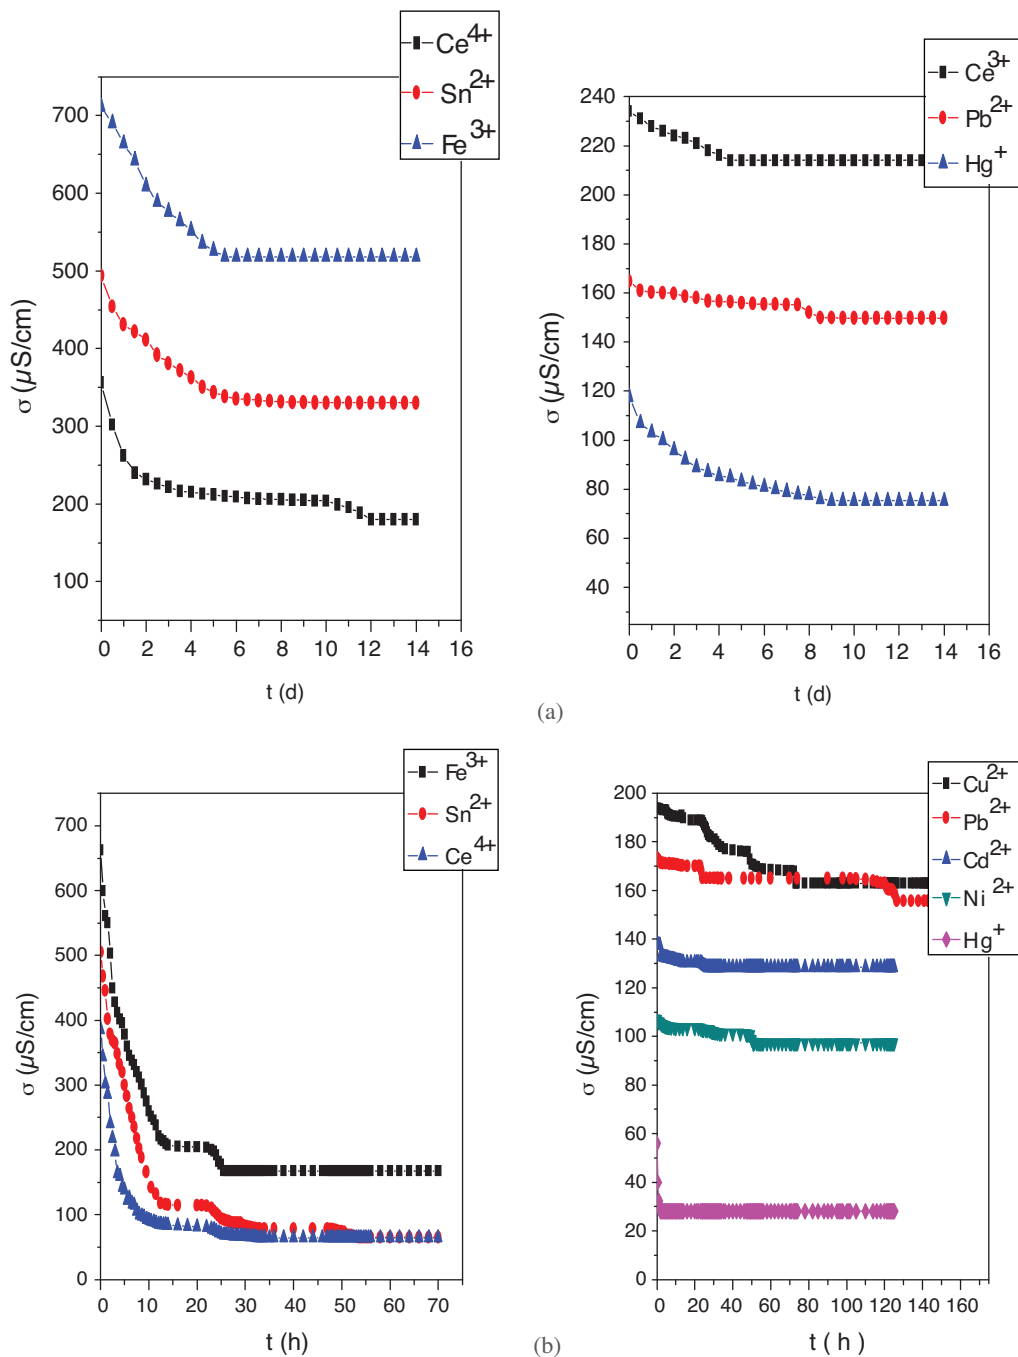 Ce4+
Sn2+
Fe3+
700
600
500
400
300
200
100
σ (µS/cm)
0 2 4 6 8 10 12 14 16
t (d)
Ce3+
Pb2+
Hg+
240
220
200
180
160
140
120
100
80
60
40
σ (µS/cm)
0 2 4 6 8 10 12 14 16
t (d)
(a)
Fe3+
Sn2+
Ce4+
700
600
500
400
300
200
100
0
σ (µS/cm)
0 10 20 30 40 50 60 70
t (h)
Cu2+
Pb2+
Cd2+
Ni2+
Hg+
200
180
160
140
120
100
80
60
40
20
0
σ (µS/cm)
0 20 40 60 80 100 120 140 160
t ( h )
(b)